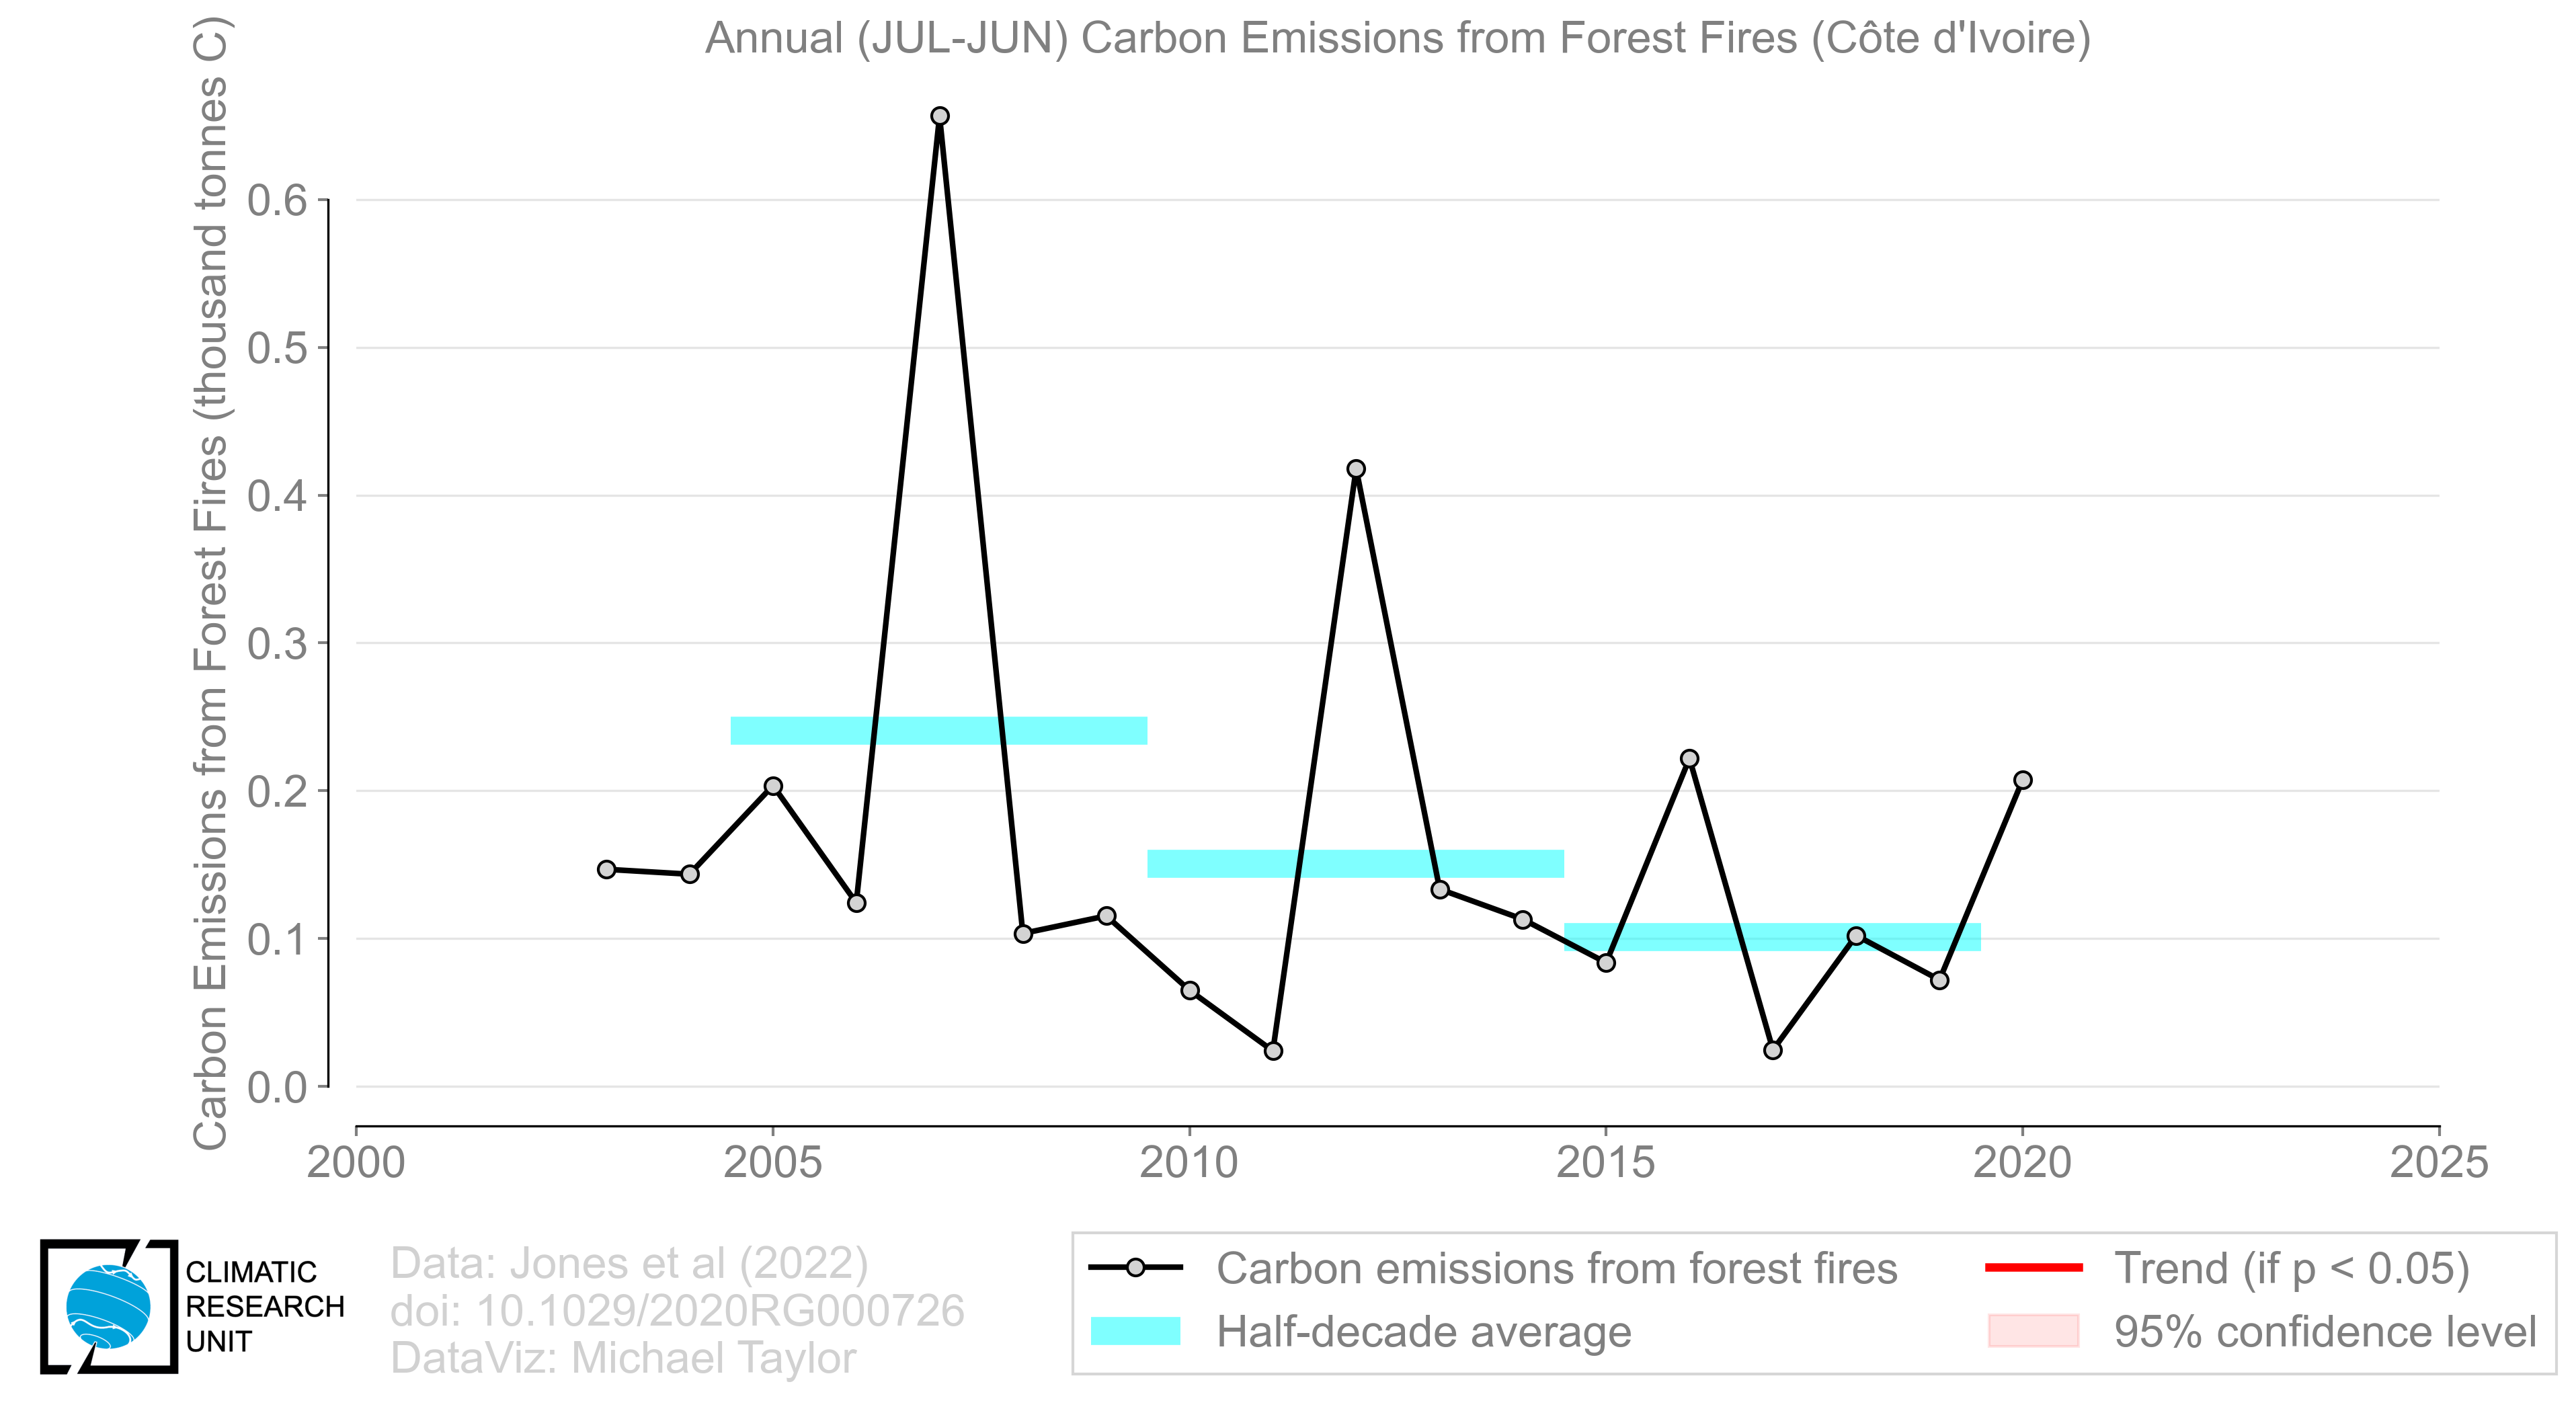 Annual (JUL-JUN) Carbon Emissions from Forest Fires (Côte d'Ivoire)
Carbon Emissions from Forest Fires (thousand tonnes C)
0.6
0.5
0.4
0.3
0.2
0.1
0.0
2000
2005
2010
2015
2020
2025
CLIMATIC
RESEARCH
UNIT
Data: Jones et al (2022)
doi: 10.1029/2020RG000726
DataViz: Michael Taylor
Carbon emissions from forest fires
Half-decade average
Trend (if p < 0.05)
95% confidence level